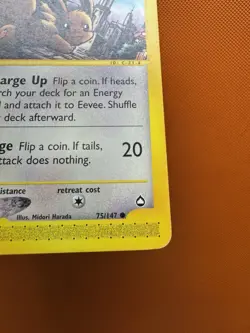 arge Up Flip a coin. If heads,
rch your deck for an Energy
d and attach it to Eevee. Shuffle
deck afterward.
ge Flip a coin. If tails,
ttack does nothing.
20
sistance
retreat cost
Illus. Midori Harada
75/147